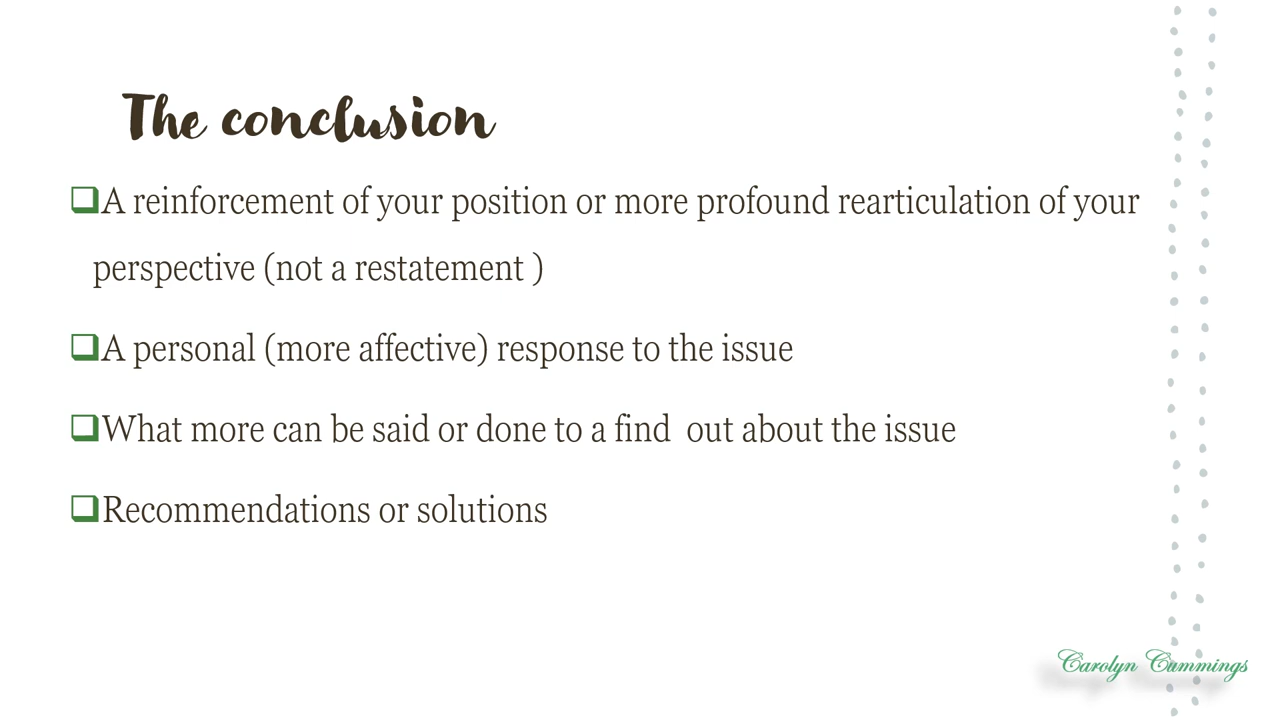 The conclusion
A reinforcement of your position or more profound rearticulation of your
perspective (not a restatement )
A personal (more affective) response to the issue
What more can be said or done to a find  out about the issue
Recommendations or solutions
Carolyn Cummings